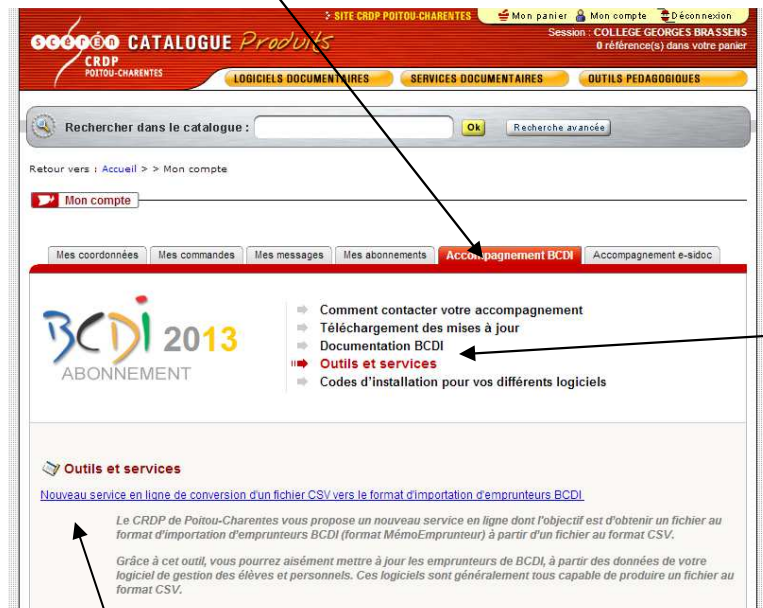 SITE CRDP POITOU-CHARENTES Mon panier Mon compte Déconnexion
Session : COLLEGE GEORGES BRASSENS
0 référence(s) dans votre panier
SCÉRÉN CATALOGUE Produits
CRDP
POITOU-CHARENTES
LOGICIELS DOCUMENTAIRES SERVICES DOCUMENTAIRES OUTILS PEDAGOGIQUES
Rechercher dans le catalogue : Ok Recherche avancée
Retour vers : Accueil > > Mon compte
Mon compte
Mes coordonnées Mes commandes Mes messages Mes abonnements Accompagnement BCDI Accompagnement e-sidoc
BCDI 2013
ABONNEMENT
Comment contacter votre accompagnement
Téléchargement des mises à jour
Documentation BCDI
Outils et services
Codes d'installation pour vos différents logiciels
Outils et services
Nouveau service en ligne de conversion d'un fichier CSV vers le format d'importation d'emprunteurs BCDI
Le CRDP de Poitou-Charentes vous propose un nouveau service en ligne dont l'objectif est d'obtenir un fichier au
format d'importation d'emprunteurs BCDI (format MémoEmprunteur) à partir d'un fichier au format CSV.
Grâce à cet outil, vous pourrez aisément mettre à jour les emprunteurs de BCDI, à partir des données de votre
logiciel de gestion des élèves et personnels. Ces logiciels sont généralement tous capable de produire un fichier au
format CSV.